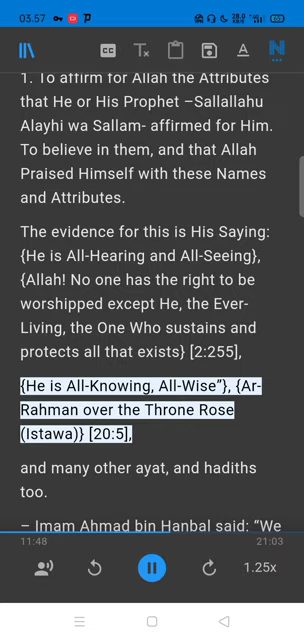 03.57
28.0
KB/s
4G
CC
A
N
1. To affirm for Allah the Attributes
that He or His Prophet –Sallallahu
Alayhi wa Sallam- affirmed for Him.
To believe in them, and that Allah
Praised Himself with these Names
and Attributes.
The evidence for this is His Saying:
{He is All-Hearing and All-Seeing},
{Allah! No one has the right to be
worshipped except He, the Ever-
Living, the One Who sustains and
protects all that exists} [2:255],
{He is All-Knowing, All-Wise”}, {Ar-
Rahman over the Throne Rose
(Istawa)} [20:5],
and many other ayat, and hadiths
too.
– Imam Ahmad bin Hanbal said: “We
11:48
21:03
1.25x